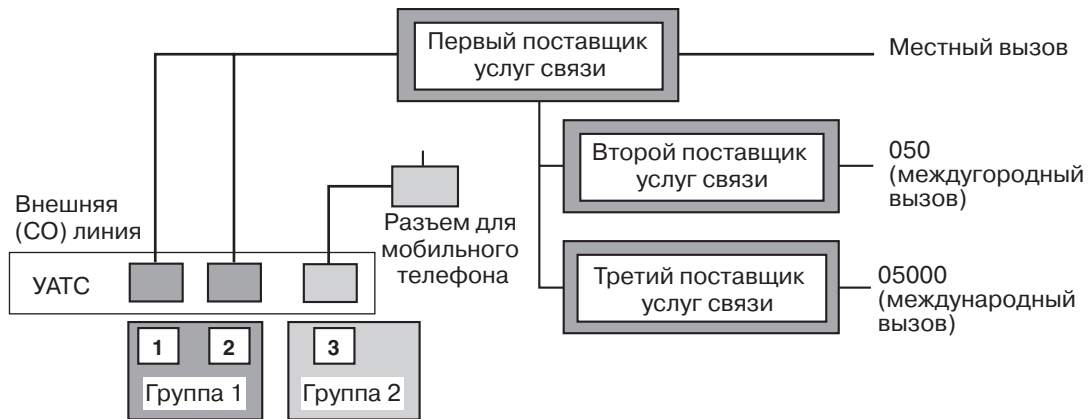 Первый поставщик
услуг связи
Местный вызов
Второй поставщик
услуг связи
050
(междугородный
вызов)
Внешняя
(CO) линия
Разъем для
мобильного
телефона
УАТС
Третий поставщик
услуг связи
05000
(международный
вызов)
1
2
3
Группа 1
Группа 2